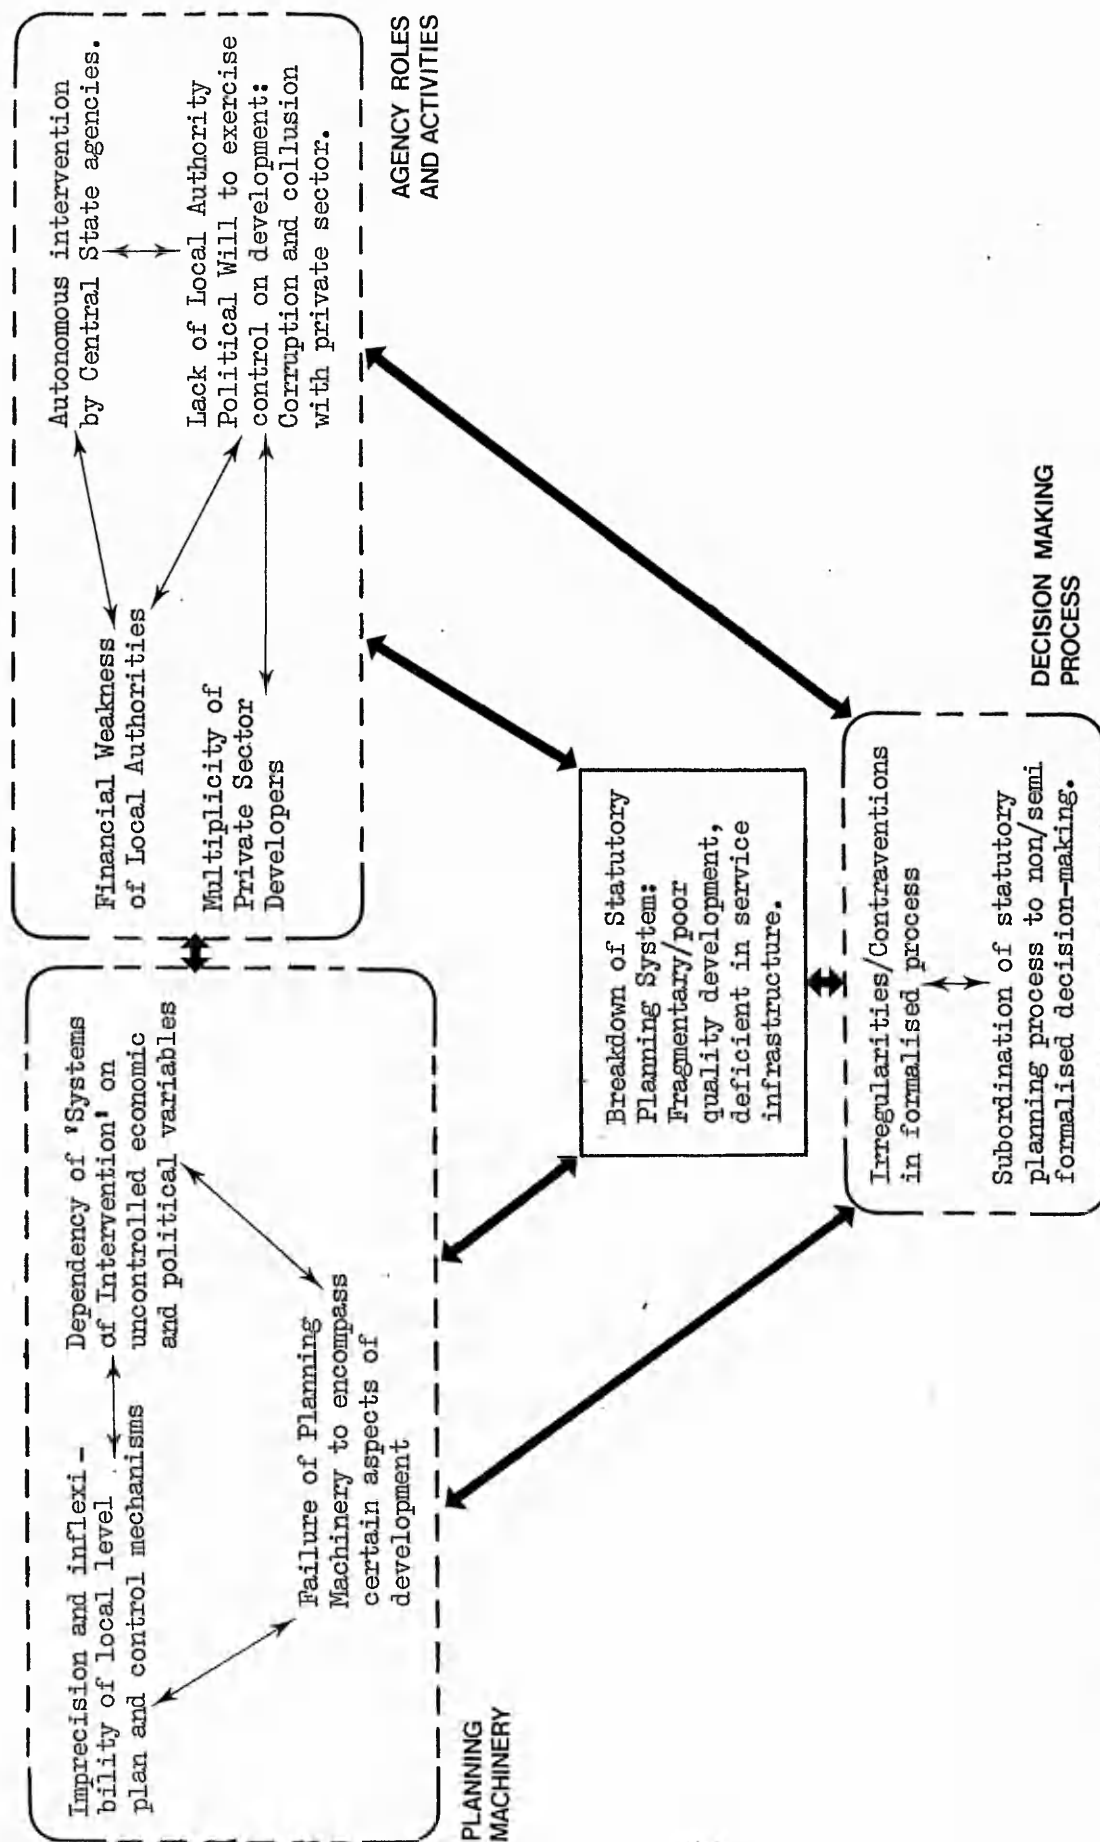 Imprecision and inflexi -
bility of local level
plan and control mechanisms
Dependency of 'Systems
of Intervention' on
uncontrolled economic
and political variables
Failure of Planning
Machinery to encompass
certain aspects of
development
PLANNING
MACHINERY
Financial Weakness
of Local Authorities
Autonomous intervention
by Central State agencies.
Multiplicity of
Private Sector
Developers
Lack of Local Authority
Political Will to exercise
control on development:
Corruption and collusion
with private sector.
AGENCY ROLES
AND ACTIVITIES
Breakdown of Statutory
Planning System:
Fragmentary/poor
quality development,
deficient in service
infrastructure.
Irregularities/Contraventions
in formalised process
Subordination of statutory
planning process to non/semi
formalised decision-making.
DECISION MAKING
PROCESS